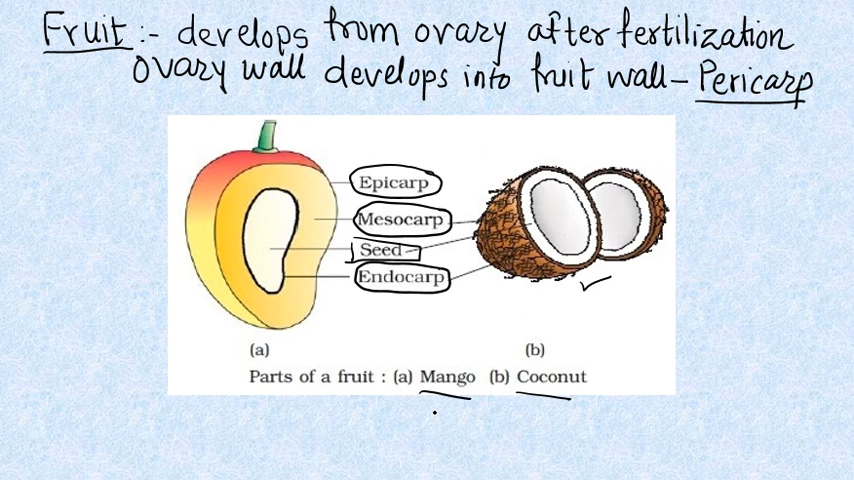 Fruit :- develops from ovary after fertilization
Ovary wall develops into fruit wall – Pericarp
Epicarp
Mesocarp
Seed
Endocarp
(a) (b)
Parts of a fruit : (a) Mango (b) Coconut